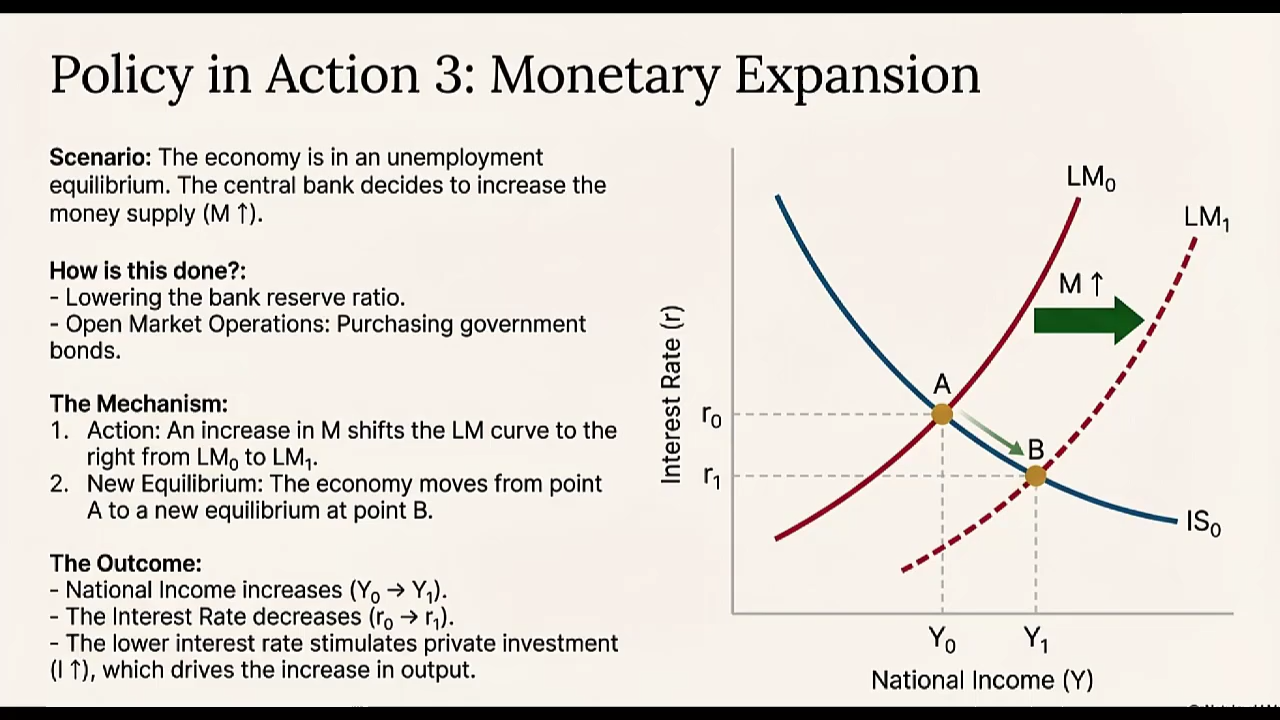 Policy in Action 3: Monetary Expansion
Scenario: The economy is in an unemployment
equilibrium. The central bank decides to increase the
money supply (M ↑).
How is this done?:
- Lowering the bank reserve ratio.
- Open Market Operations: Purchasing government
bonds.
The Mechanism:
1. Action: An increase in M shifts the LM curve to the
right from LM₀ to LM₁.
2. New Equilibrium: The economy moves from point
A to a new equilibrium at point B.
The Outcome:
- National Income increases (Y₀ → Y₁).
- The Interest Rate decreases (r₀ → r₁).
- The lower interest rate stimulates private investment
(I ↑), which drives the increase in output.
LM₀
LM₁
M ↑
Interest Rate (r)
A
r₀
B
r₁
IS₀
Y₀
Y₁
National Income (Y)